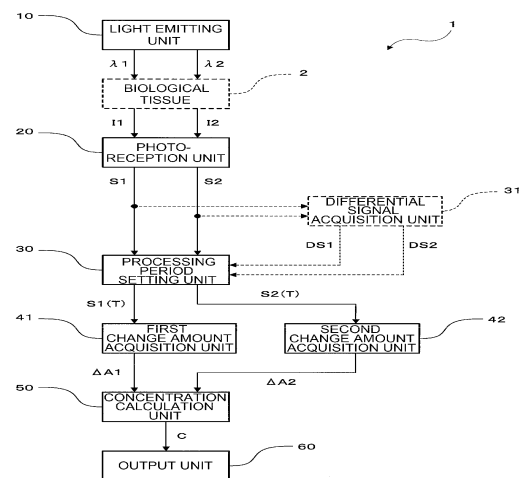 10
LIGHT EMITTING
UNIT
1
λ1 λ2
2
BIOLOGICAL
TISSUE
I1 I2
20
PHOTO-
RECEPTION UNIT
S1 S2
31
DIFFERENTIAL
SIGNAL
ACQUISITION UNIT
DS1 DS2
30
PROCESSING
PERIOD
SETTING UNIT
S1(T) S2(T)
41
FIRST
CHANGE AMOUNT
ACQUISITION UNIT
SECOND
CHANGE AMOUNT
ACQUISITION UNIT
42
ΔA1 ΔA2
50
CONCENTRATION
CALCULATION
UNIT
C
60
OUTPUT UNIT